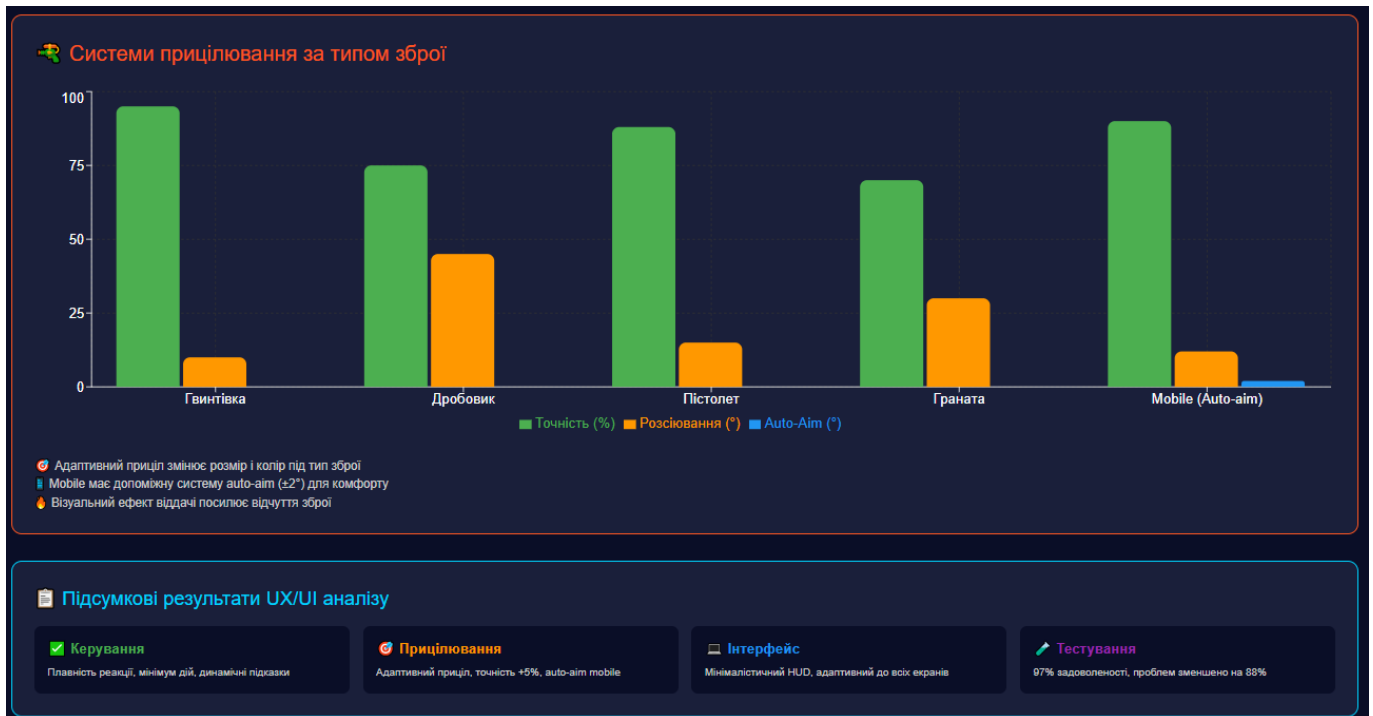 Системи прицілювання за типом зброї
100
75
50
25
0
Гвинтівка Дробовик Пістолет Граната Mobile (Auto-aim)
Точність (%) Розсіювання (°) Auto-Aim (°)
Адаптивний приціл змінює розмір і колір під тип зброї
Mobile має допоміжну систему auto-aim (±2°) для комфорту
Візуальний ефект віддачі посилює відчуття зброї
Підсумкові результати UX/UI аналізу
Керування
Плавність реакції, мінімум дій, динамічні підказки
Прицілювання
Адаптивний приціл, точність +5%, auto-aim mobile
Інтерфейс
Мінімалістичний HUD, адаптивний до всіх екранів
Тестування
97% задоволеності, проблем зменшено на 88%